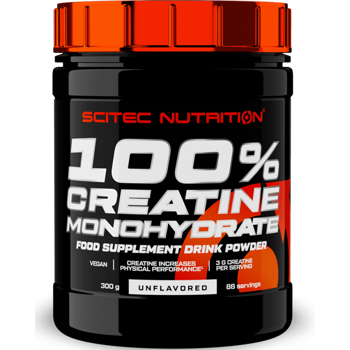 SCITEC NUTRITION
100%
CREATINE
MONOHYDRATE
FOOD SUPPLEMENT DRINK POWDER
VEGAN
CREATINE INCREASES
PHYSICAL PERFORMANCE¹
3 G CREATINE
PER SERVING
300 g
UNFLAVORED
88 servings